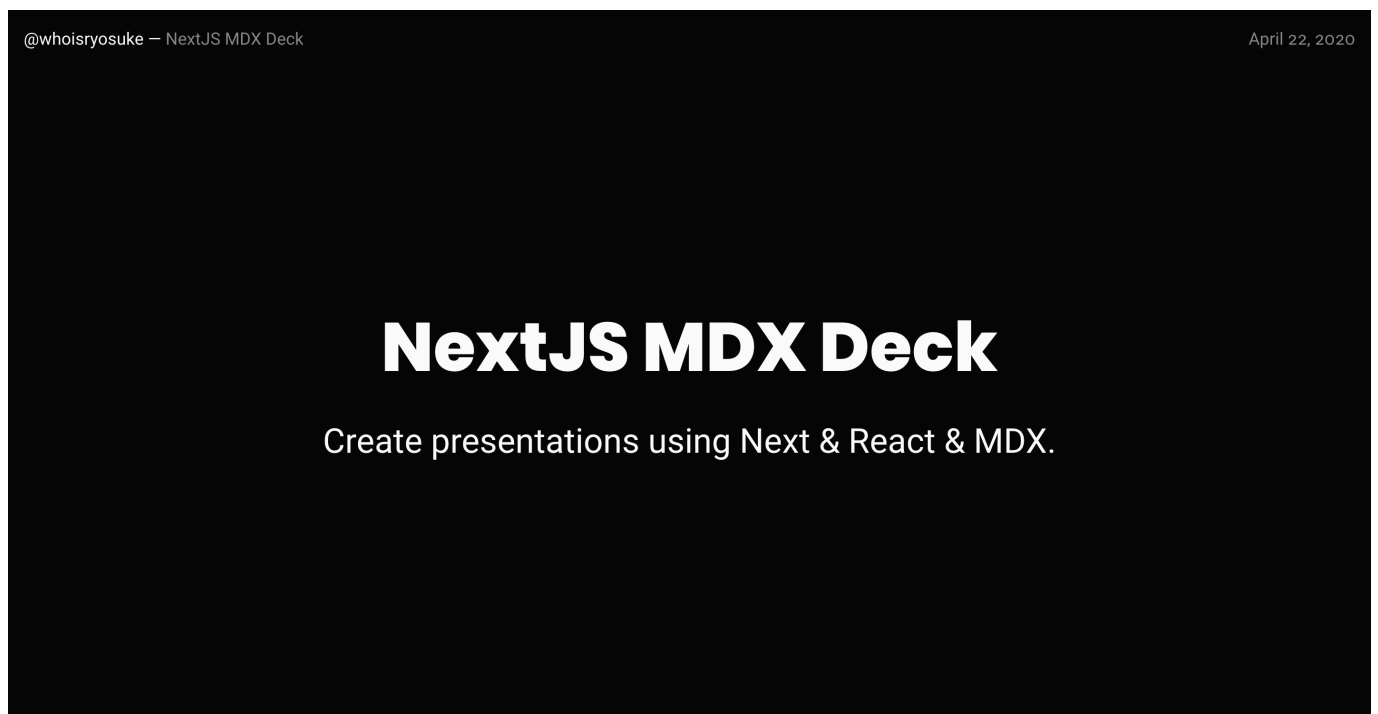 @whoisryosuke — NextJS MDX Deck
April 22, 2020
NextJS MDX Deck
Create presentations using Next & React & MDX.